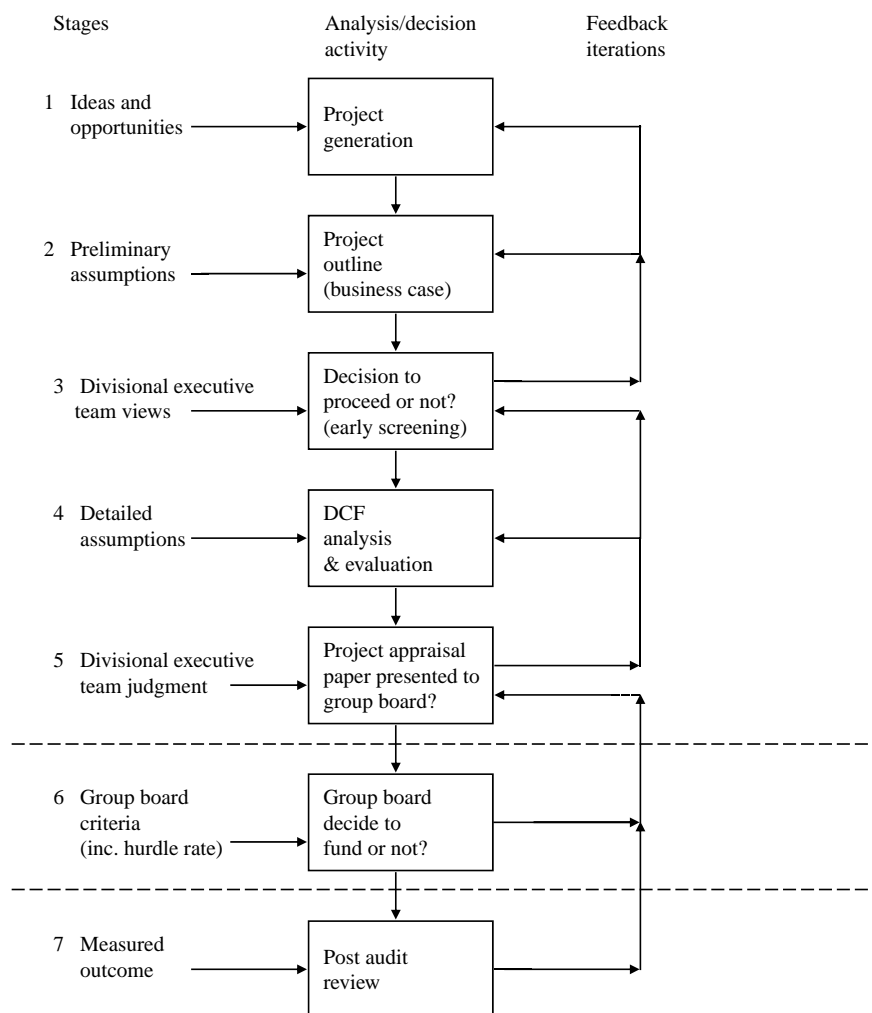 Stages
Analysis/decision
activity
Feedback
iterations
1 Ideas and
opportunities
Project
generation
2 Preliminary
assumptions
Project
outline
(business case)
3 Divisional executive
team views
Decision to
proceed or not?
(early screening)
4 Detailed
assumptions
DCF
analysis
& evaluation
5 Divisional executive
team judgment
Project appraisal
paper presented to
group board?
6 Group board
criteria
(inc. hurdle rate)
Group board
decide to
fund or not?
7 Measured
outcome
Post audit
review